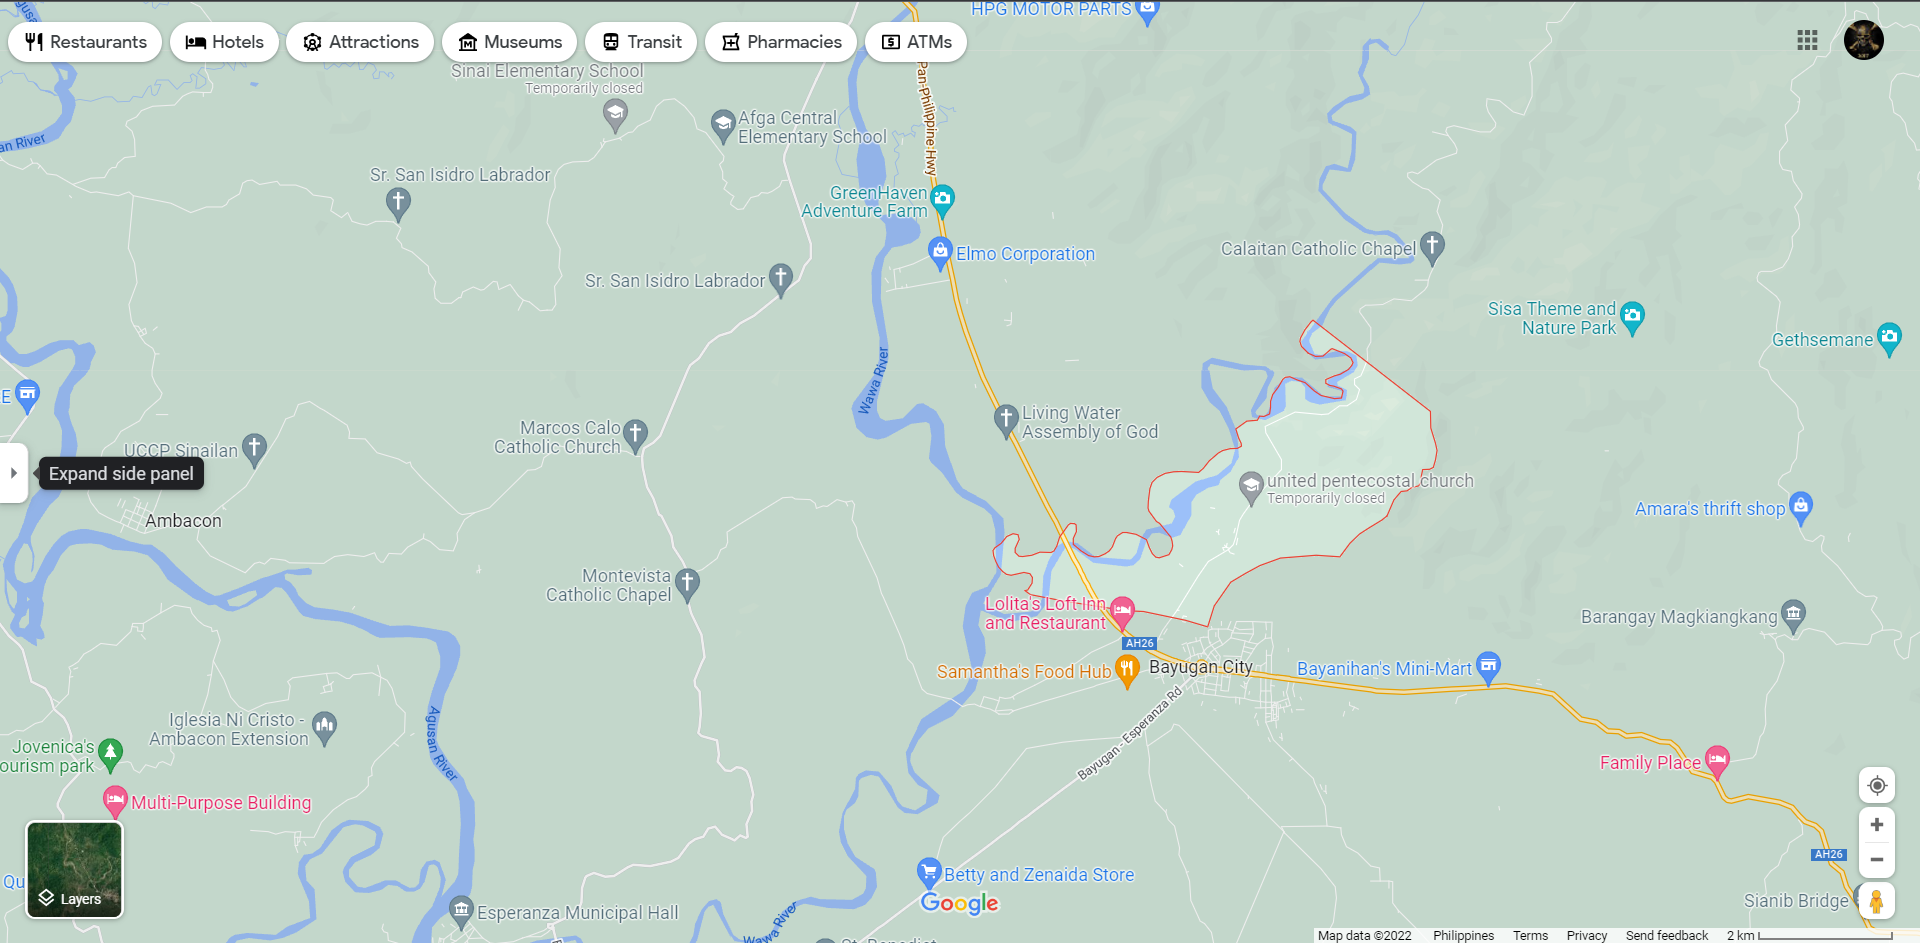 HPG MOTOR PARTS
Restaurants
Hotels
Attractions
Museums
Transit
Pharmacies
ATMs
Sinai Elementary School
Temporarily closed
Pan-Philippine Hwy
Afga Central
Elementary School
an River
Sr. San Isidro Labrador
GreenHaven
Adventure Farm
Elmo Corporation
Calaitan Catholic Chapel
Sr. San Isidro Labrador
Sisa Theme and
Nature Park
Gethsemane
Wawa River
E
Living Water
Assembly of God
Marcos Calo
Catholic Church
UCCP Sinailan
Expand side panel
united pentecostal church
Temporarily closed
Amara's thrift shop
Ambacon
Montevista
Catholic Chapel
Lolita's Loft Inn
and Restaurant
Barangay Magkiangkang
AH26
Samantha's Food Hub
Bayugan City
Bayanihan's Mini-Mart
Bayugan - Esperanza Rd
Iglesia Ni Cristo -
Ambacon Extension
Agusan River
Jovenica's
ourism park
Family Place
Multi-Purpose Building
AH26
Betty and Zenaida Store
Qu
Layers
Google
Esperanza Municipal Hall
Wawa River
Sianib Bridge
Map data ©2022
Philippines
Terms
Privacy
Send feedback
2 km